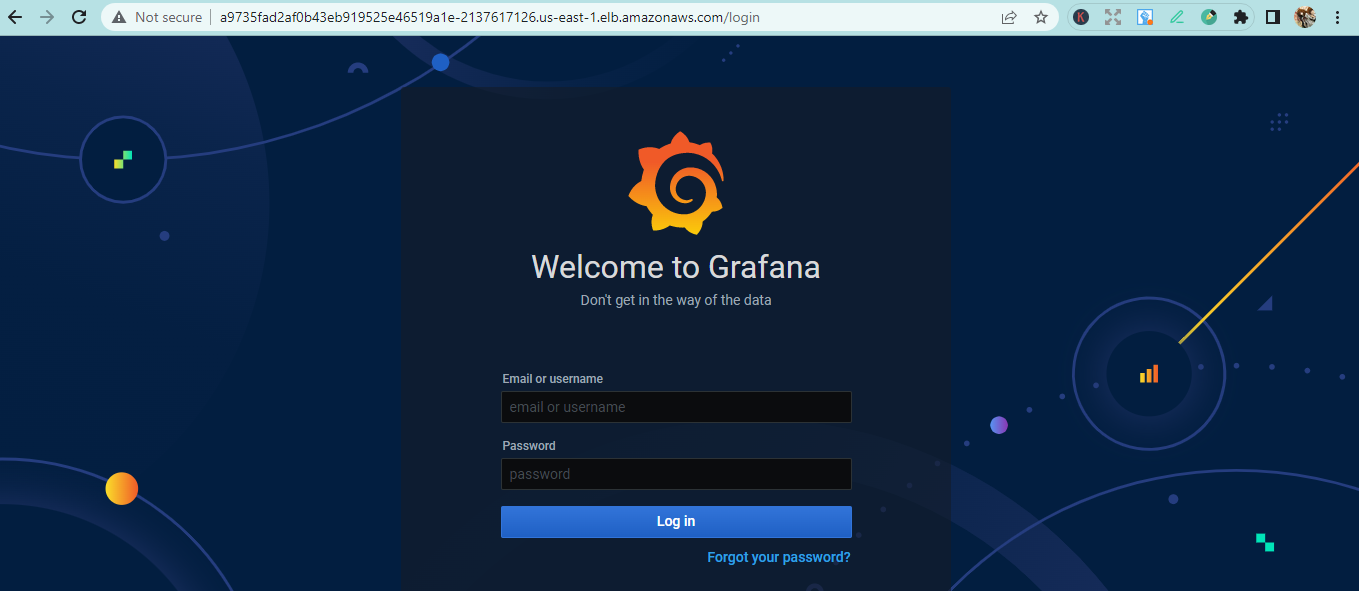 Not secure | a9735fad2af0b43eb919525e46519a1e-2137617126.us-east-1.elb.amazonaws.com/login
K
Welcome to Grafana
Don't get in the way of the data
Email or username
email or username
Password
password
Log in
Forgot your password?